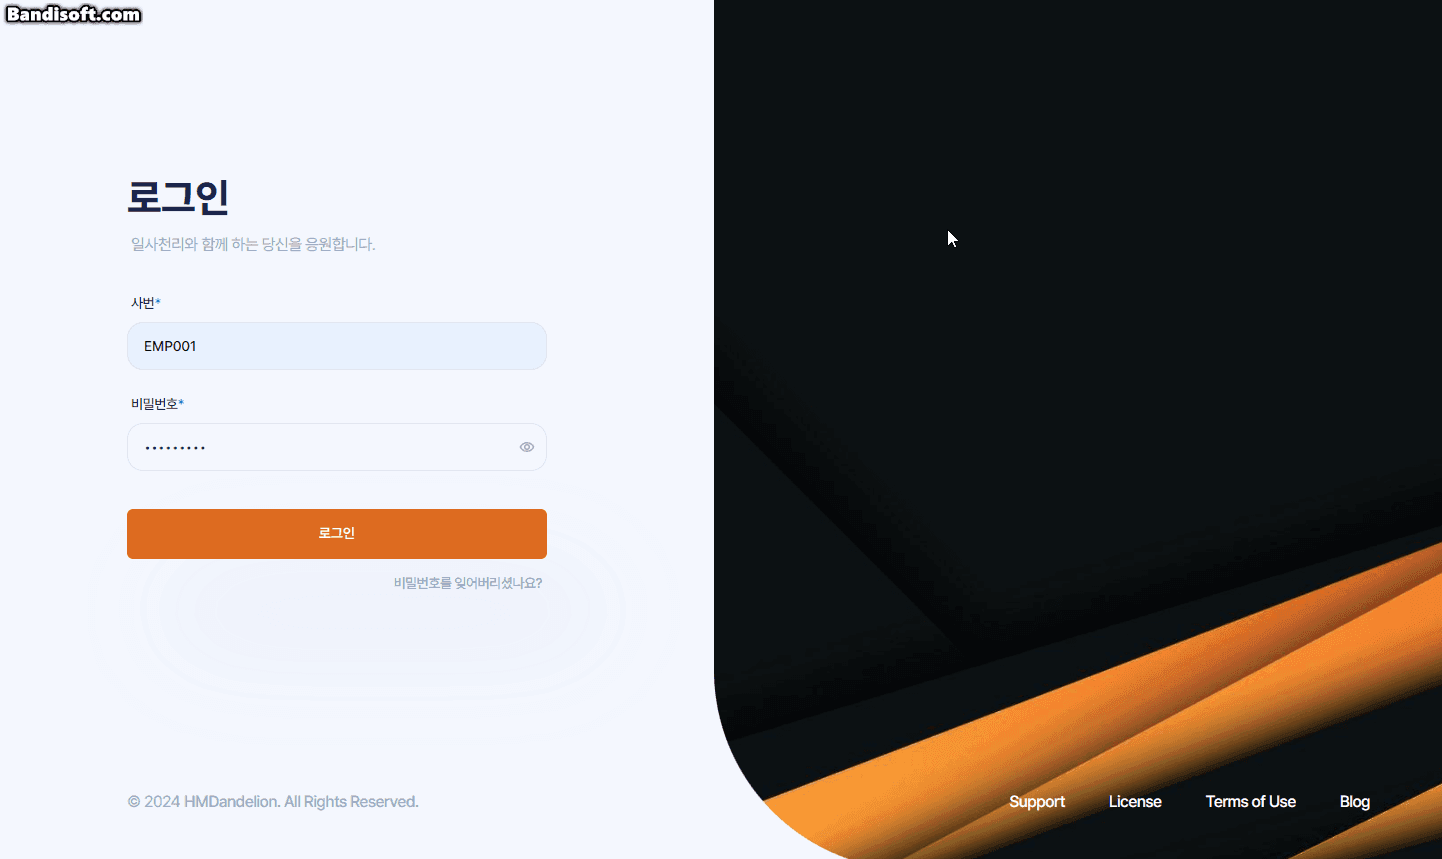 Bandisoft.com
로그인
일사천리와 함께 하는 당신을 응원합니다.
사번*
EMP001
비밀번호*
•••••••••
로그인
비밀번호를 잊어버리셨나요?
© 2024 HMDandelion. All Rights Reserved.
Support License Terms of Use Blog